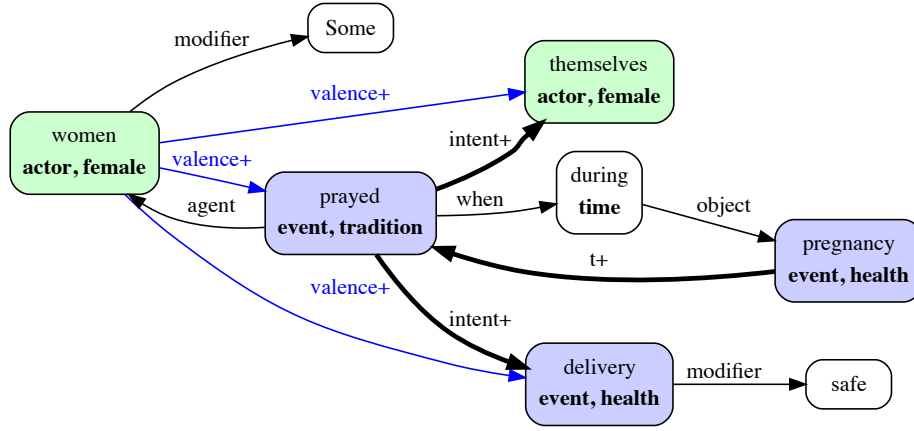 Some
modifier
themselves
actor, female
valence+
women
actor, female
intent+
valence+
during
time
prayed
event, tradition
when
agent
object
pregnancy
event, health
t+
valence+
intent+
delivery
event, health
modifier
safe